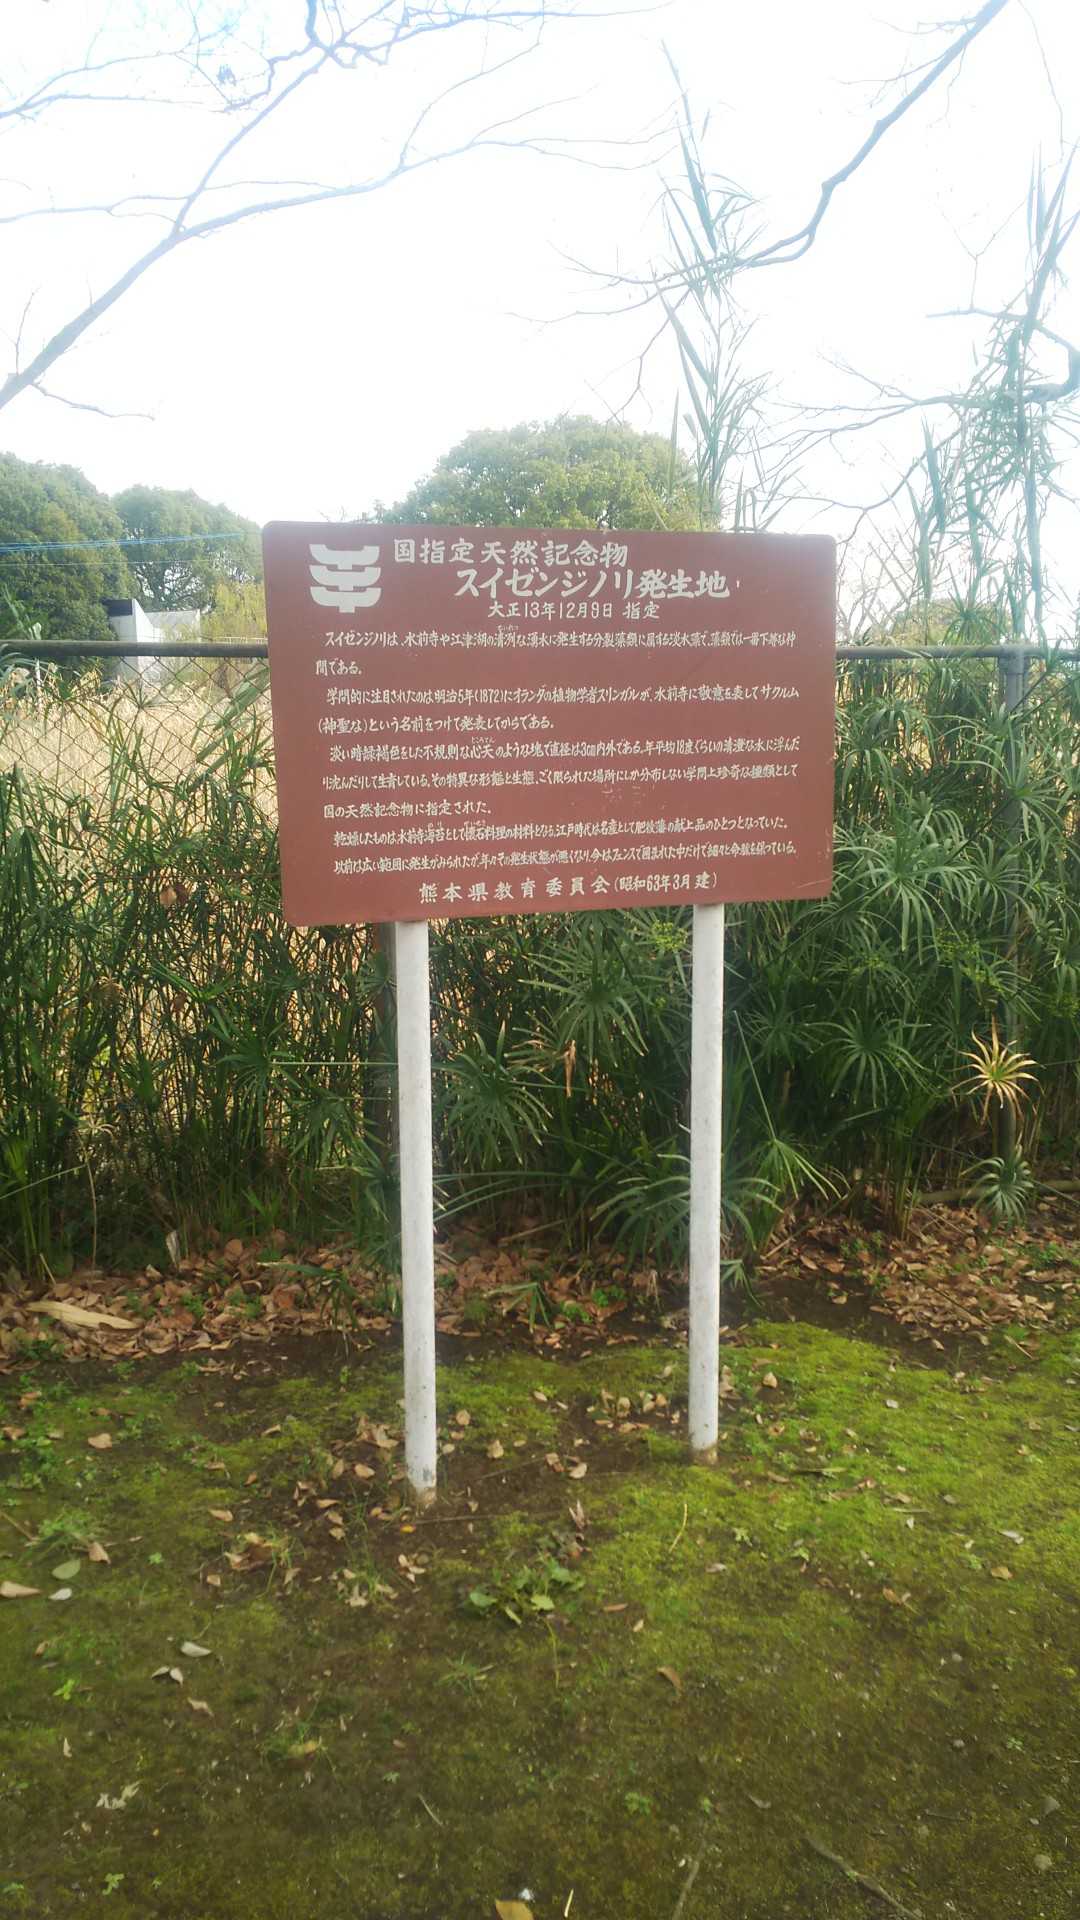 国指定天然記念物
スイゼンジノリ発生地
大正13年12月9日 指定
スイゼンジノリは、水前寺や江津湖の清洌な湧水に発生する分裂藻類に属する淡水藻で、藻類では一番下等な仲
間である。
学問的に注目されたのは明治5年(1872)にオランダの植物学者スリンガルが、水前寺に敬意を表してサクルム
(神聖な)という名前をつけて発表してからである。
淡い暗緑褐色をした不規則な心天のような塊で直径は3cm内外である。年平均18度ぐらいの清澄な水に浮んだ
り沈んだりして生育している。その特異な形態と生態、ごく限られた場所にしか分布しない学問上珍奇な種類として
国の天然記念物に指定された。
乾燥したものは水前寺海苔として懐石料理の材料となる。江戸時代は名産として肥後藩の献上品のひとつとなっていた。
以前は広い範囲に発生がみられたが、年々その発生状態が悪くなり、今はフェンスで囲まれた中だけで細々と命脈を保っている。
熊本県教育委員会(昭和63年3月建)